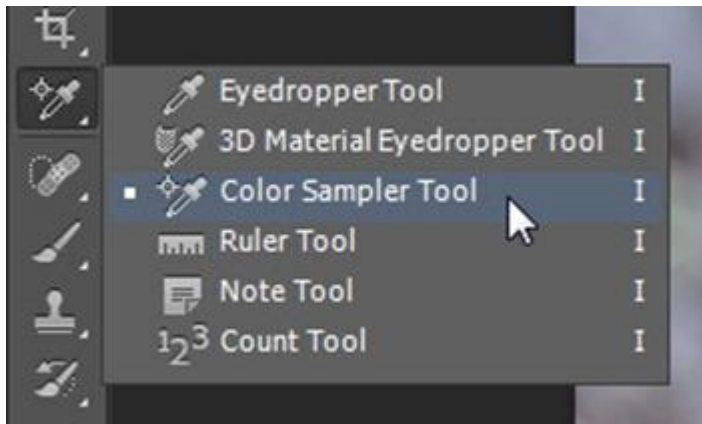 Eyedropper Tool I
3D Material Eyedropper Tool I
Color Sampler Tool I
Ruler Tool I
Note Tool I
123 Count Tool I